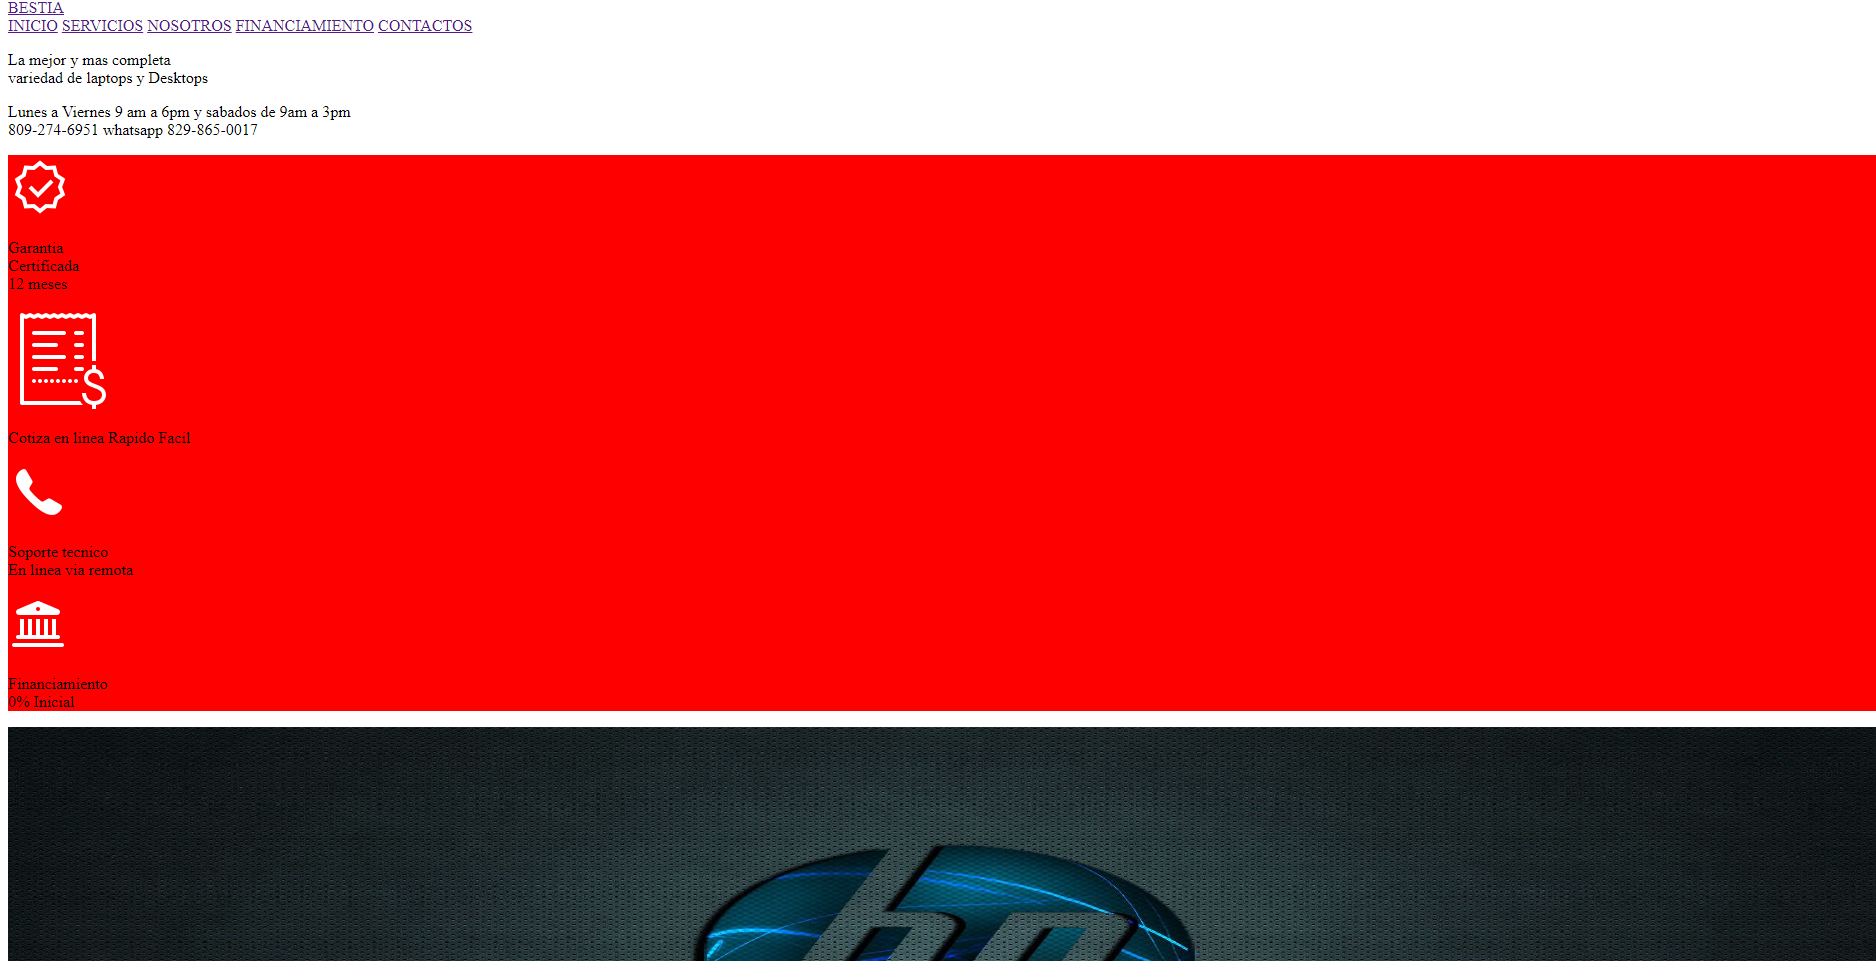 BESTIA
INICIO SERVICIOS NOSOTROS FINANCIAMIENTO CONTACTOS
La mejor y mas completa
variedad de laptops y Desktops
Lunes a Viernes 9 am a 6pm y sabados de 9am a 3pm
809-274-6951 whatsapp 829-865-0017
Garantia
Certificada
12 meses
$
Cotiza en linea Rapido Facil
Soporte tecnico
En linea via remota
Financiamiento
0% Inicial
hp